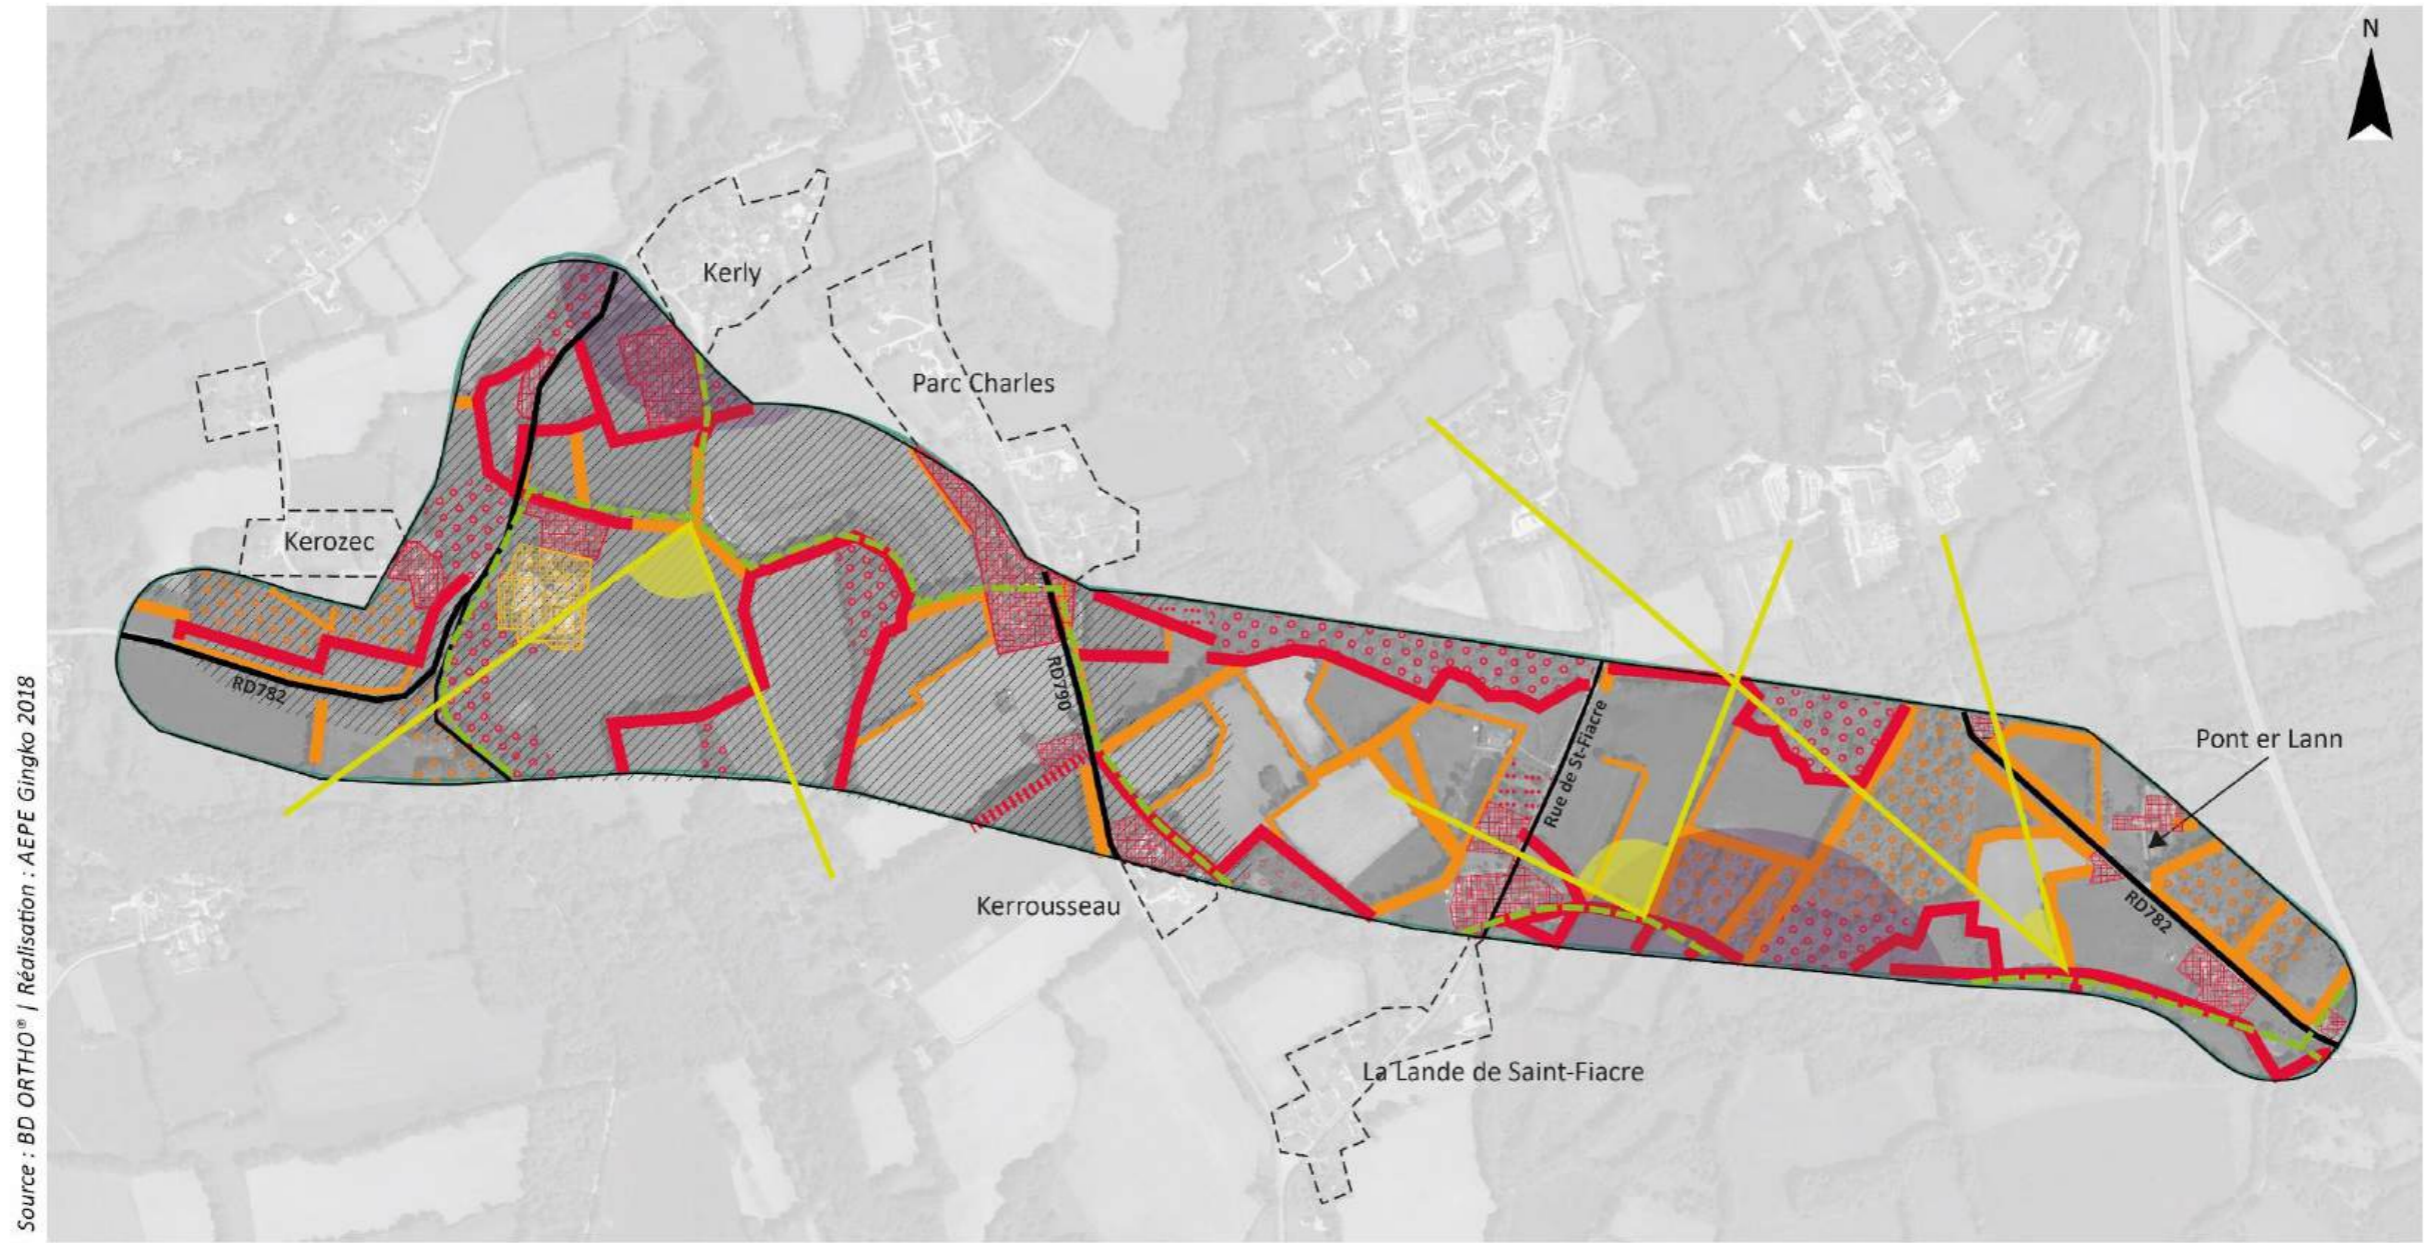 N
Kerly
Parc Charles
Kerozec
RD782
RD790
Rue de St-Fiacre
Pont er Lann
RD782
Kerrousseau
La Lande de Saint-Fiacre
Source : BD ORTHO® | Réalisation : AEPE Gingko 2018